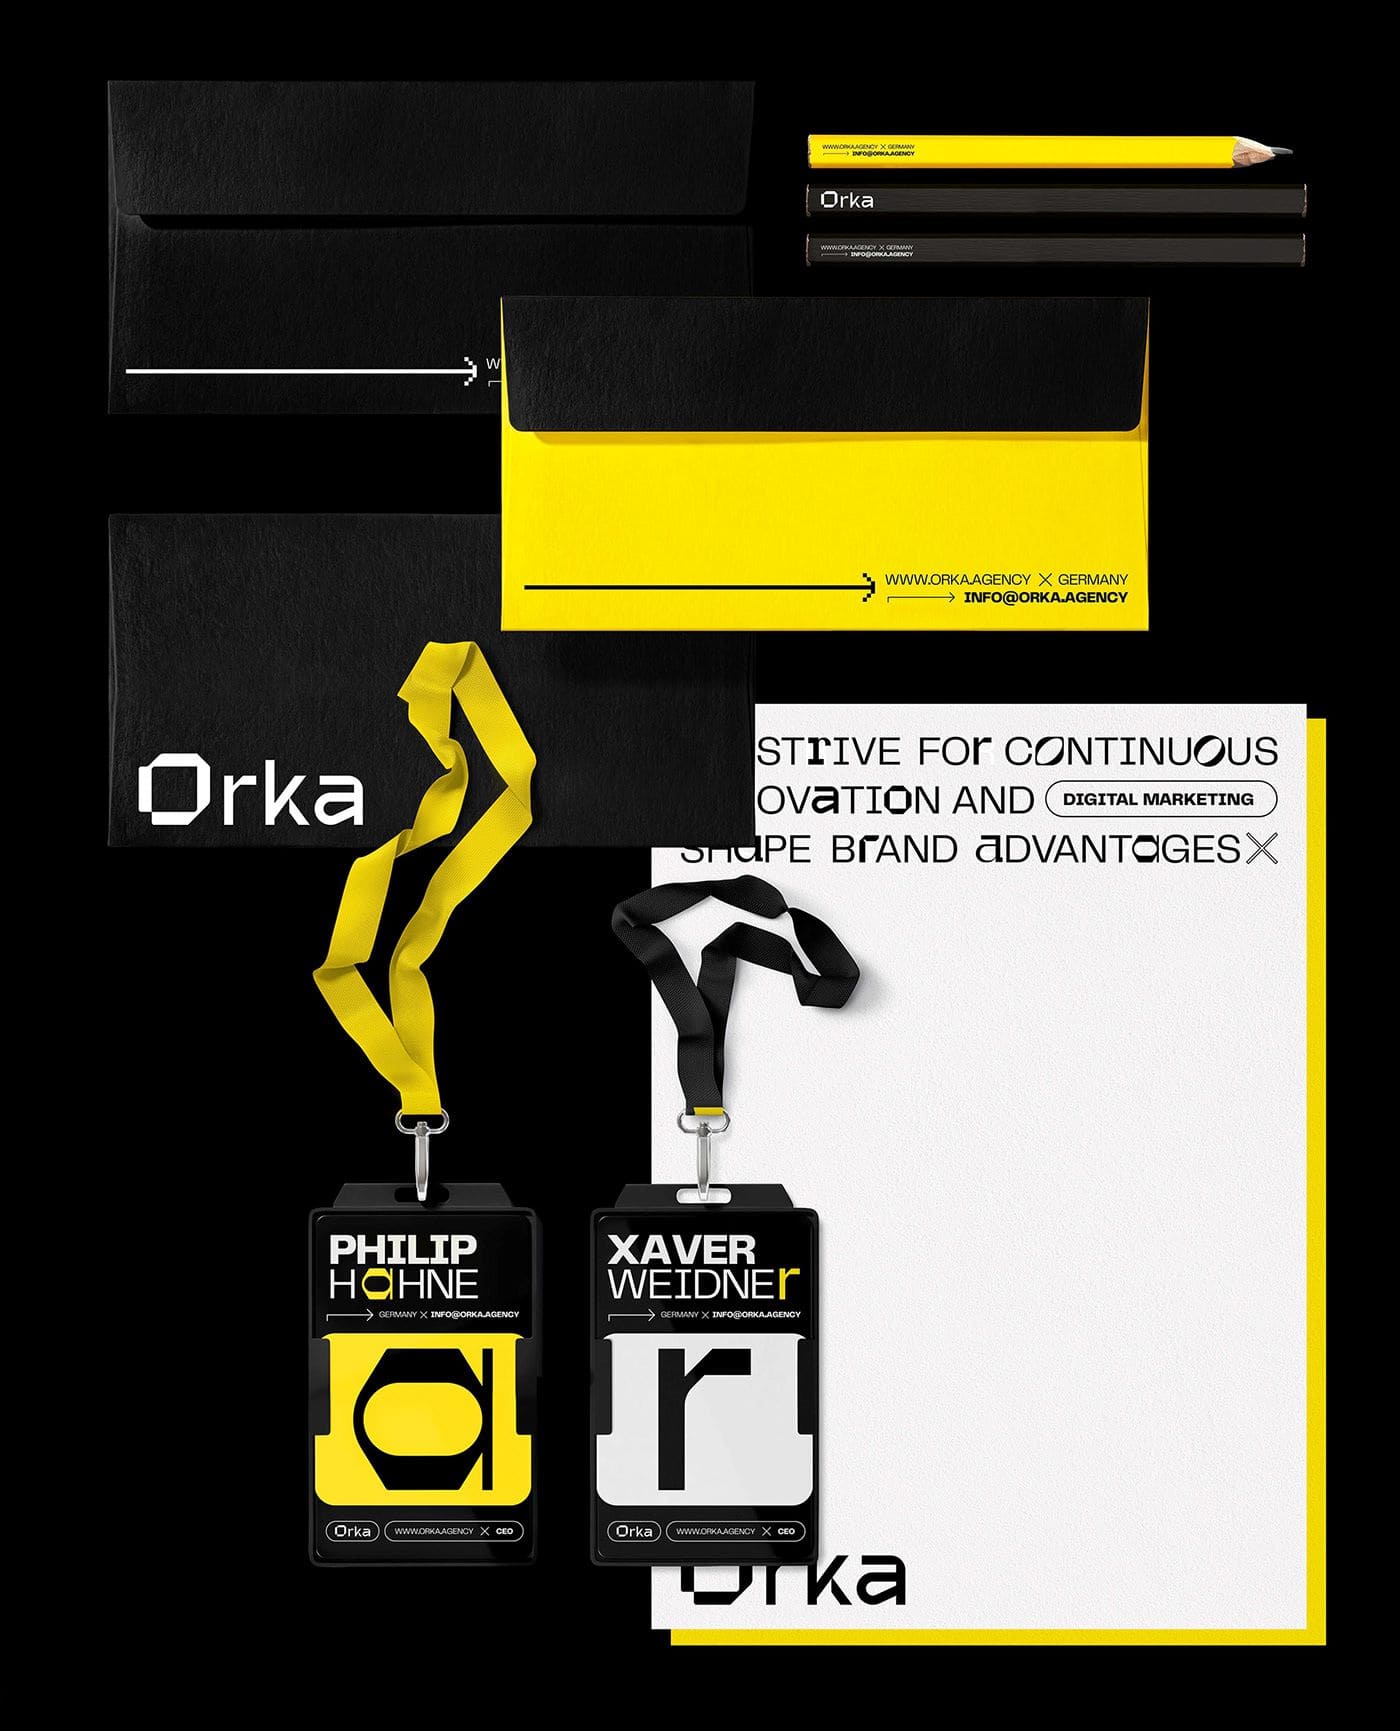 WWW.ORKA.AGENCY X GERMANY
INFO@ORKA.AGENCY
Orka
WWW.ORKA.AGENCY X GERMANY
INFO@ORKA.AGENCY
W
WWW.ORKA.AGENCY X GERMANY
INFO@ORKA.AGENCY
Orka
STrIVE FOr CONTINUOUS
OVaTION AND DIGITAL MARKETING
SHaPE BrAND aDVANTaGES X
PHILIP
HaHNE
GERMANY X INFO@ORKA.AGENCY
a
Orka WWW.ORKA.AGENCY X CEO
XAVER
WEIDNEr
GERMANY X INFO@ORKA.AGENCY
r
Orka WWW.ORKA.AGENCY X CEO
Orka